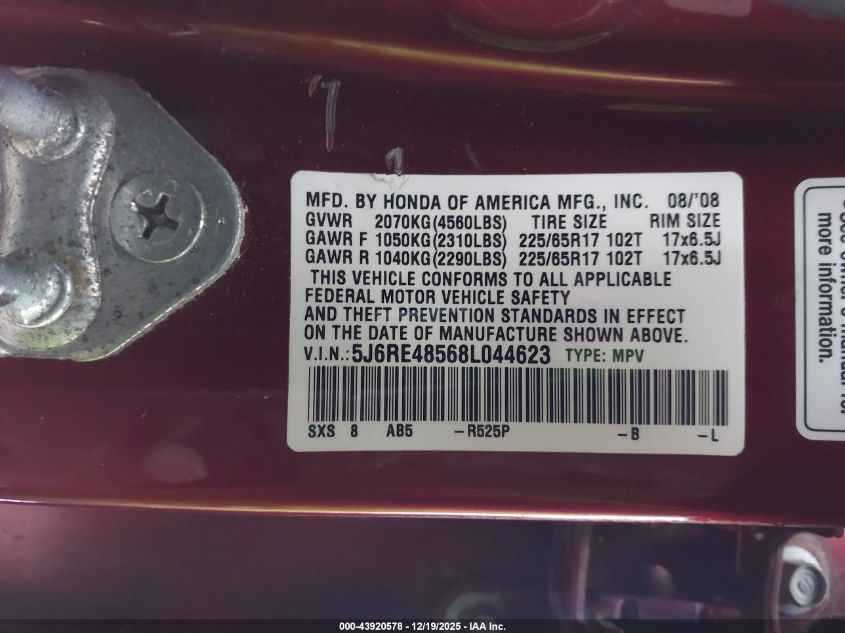 MFD. BY HONDA OF AMERICA MFG., INC. 08/'08
GVWR 2070KG(4560LBS) TIRE SIZE RIM SIZE
GAWR F 1050KG(2310LBS) 225/65R17 102T 17x6.5J
GAWR R 1040KG(2290LBS) 225/65R17 102T 17x6.5J
THIS VEHICLE CONFORMS TO ALL APPLICABLE
FEDERAL MOTOR VEHICLE SAFETY
AND THEFT PREVENTION STANDARDS IN EFFECT
ON THE DATE OF MANUFACTURE SHOWN ABOVE.
V.I.N.:5J6RE48568L044623 TYPE: MPV
SXS 8 AB5 -R525P -B -L
more information.
000-43920578 - 12/19/2025 - IAA Inc.